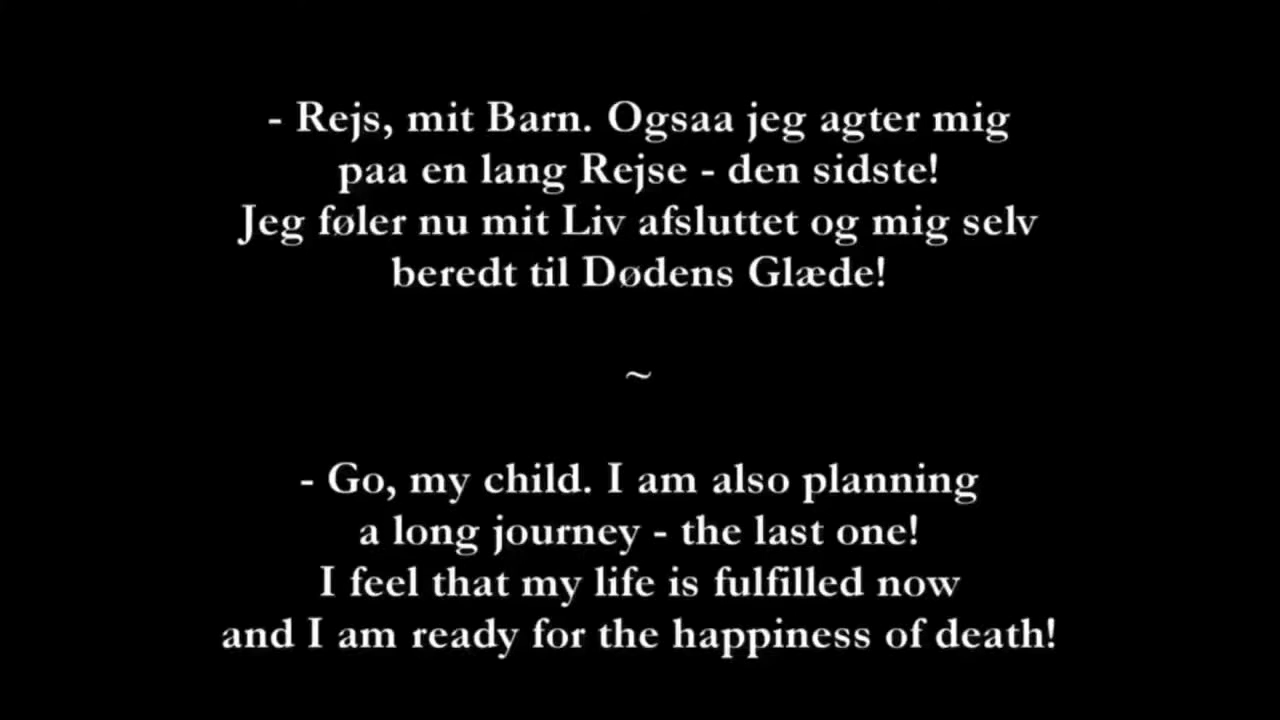 - Rejs, mit Barn. Ogsaa jeg agter mig
paa en lang Rejse - den sidste!
Jeg føler nu mit Liv afsluttet og mig selv
beredt til Dødens Glæde!
~
- Go, my child. I am also planning
a long journey - the last one!
I feel that my life is fulfilled now
and I am ready for the happiness of death!